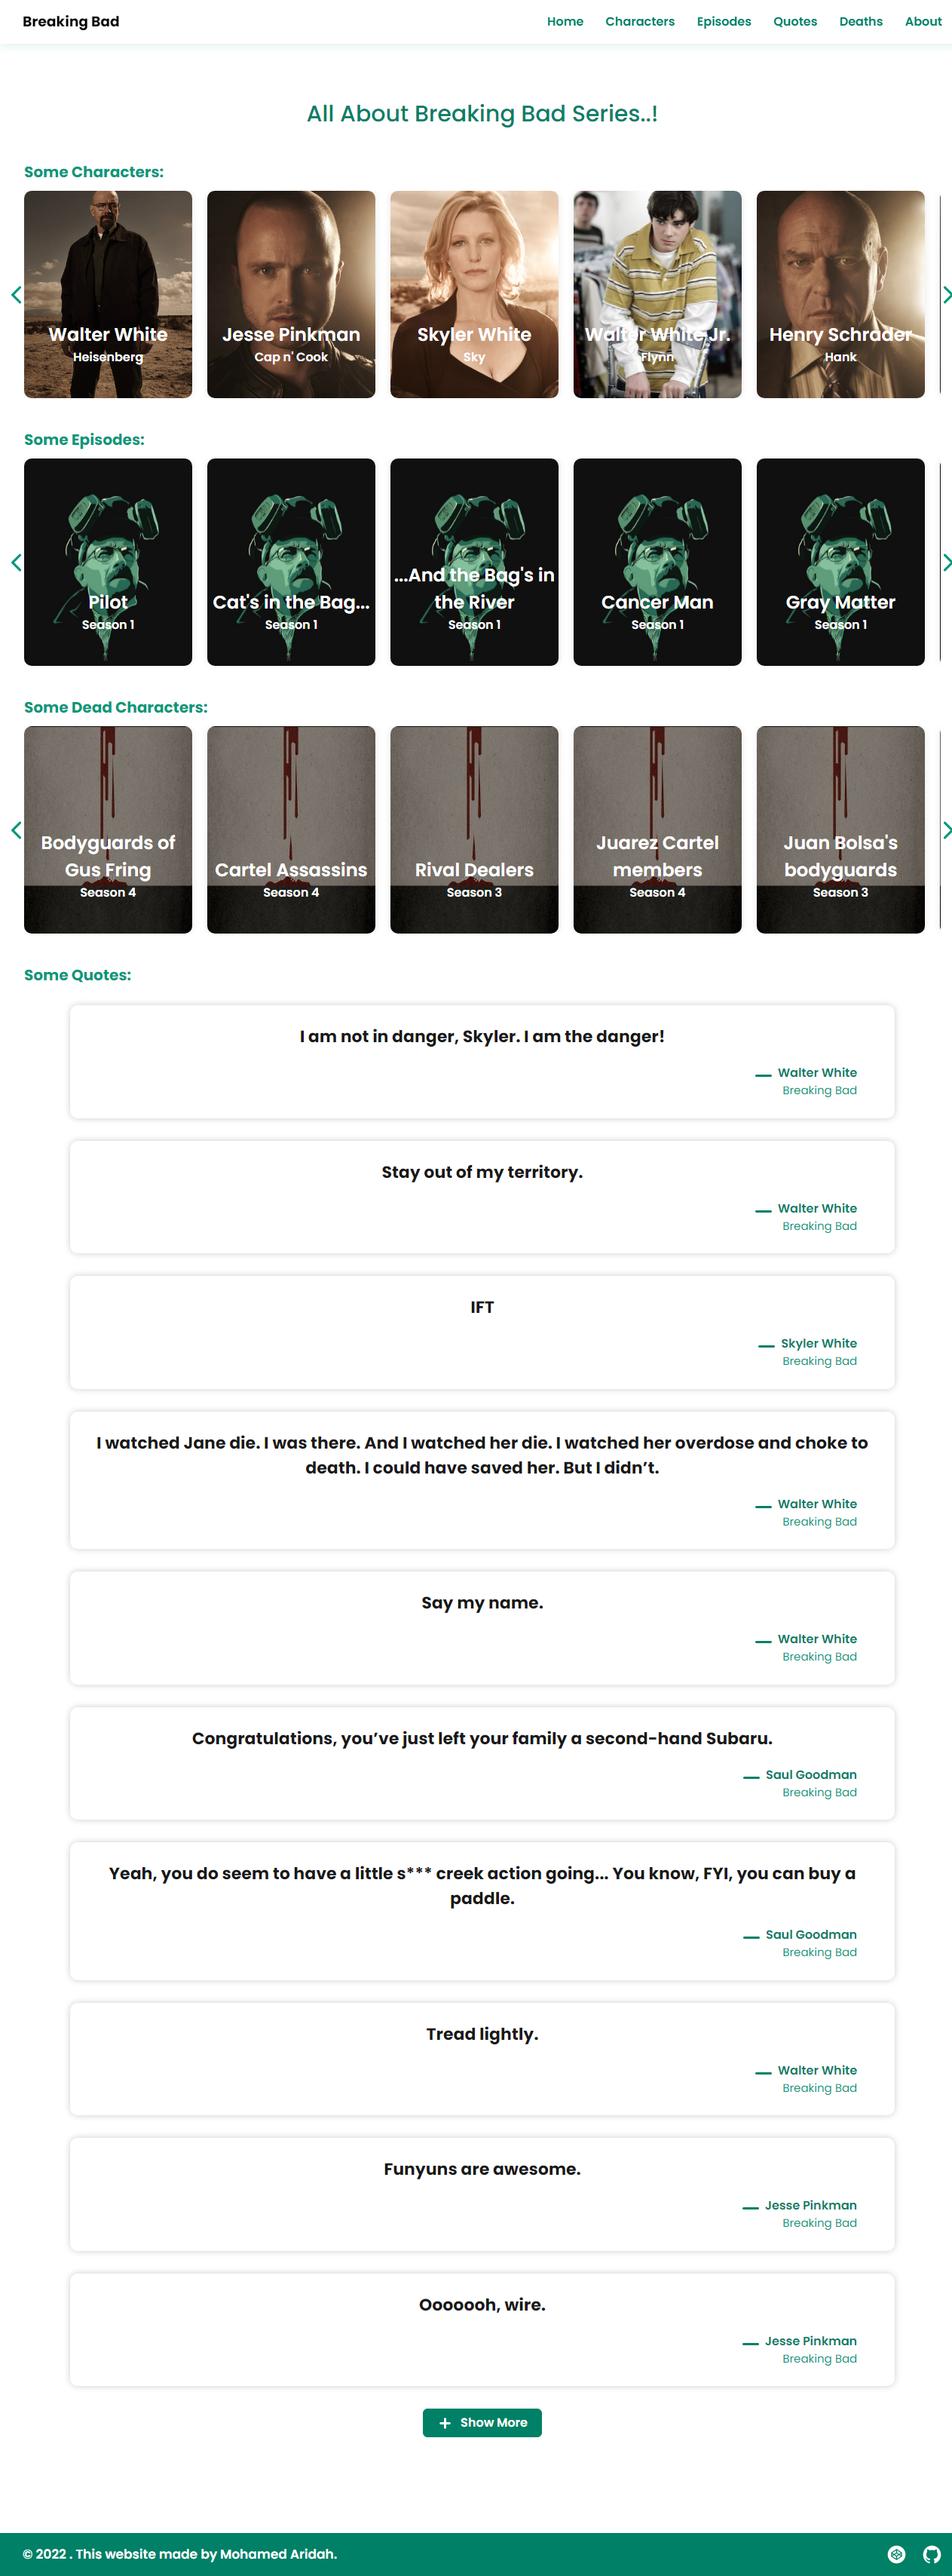 Breaking Bad
Home Characters Episodes Quotes Deaths About
All About Breaking Bad Series..!
Some Characters:
Walter White
Heisenberg
Jesse Pinkman
Cap n' Cook
Skyler White
Sky
Walter White Jr.
Flynn
Henry Schrader
Hank
Some Episodes:
Pilot
Season 1
Cat's in the Bag...
Season 1
...And the Bag's in
the River
Season 1
Cancer Man
Season 1
Gray Matter
Season 1
Some Dead Characters:
Bodyguards of
Gus Fring
Season 4
Cartel Assassins
Season 4
Rival Dealers
Season 3
Juarez Cartel
members
Season 4
Juan Bolsa's
bodyguards
Season 3
Some Quotes:
I am not in danger, Skyler. I am the danger!
Walter White
Breaking Bad
Stay out of my territory.
Walter White
Breaking Bad
IFT
Skyler White
Breaking Bad
I watched Jane die. I was there. And I watched her die. I watched her overdose and choke to
death. I could have saved her. But I didn’t.
Walter White
Breaking Bad
Say my name.
Walter White
Breaking Bad
Congratulations, you’ve just left your family a second-hand Subaru.
Saul Goodman
Breaking Bad
Yeah, you do seem to have a little s*** creek action going... You know, FYI, you can buy a
paddle.
Saul Goodman
Breaking Bad
Tread lightly.
Walter White
Breaking Bad
Funyuns are awesome.
Jesse Pinkman
Breaking Bad
Ooooooh, wire.
Jesse Pinkman
Breaking Bad
+ Show More
© 2022 . This website made by Mohamed Aridah.